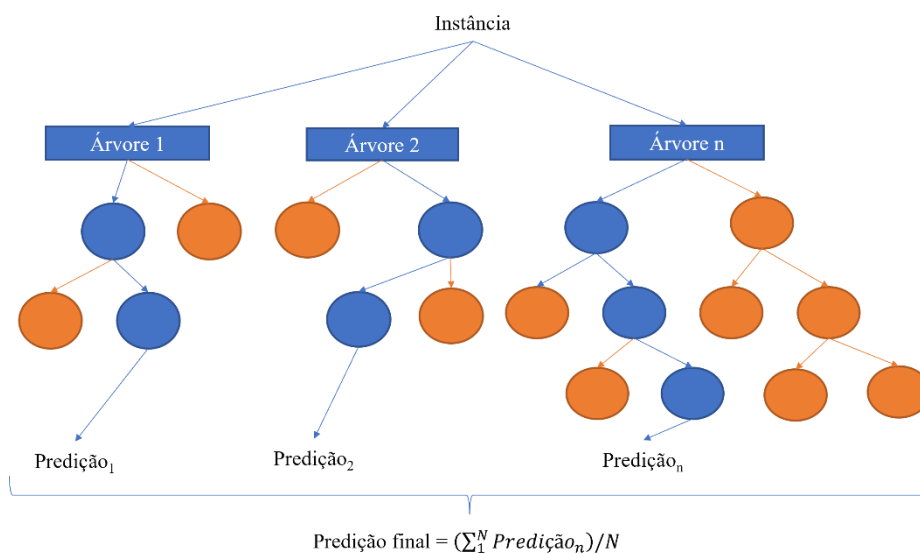 Instância
Árvore 1
Árvore 2
Árvore n
Predição₁
Predição₂
Prediçãoₙ
Predição final = (∑₁ᴺ Prediçãoₙ)/N